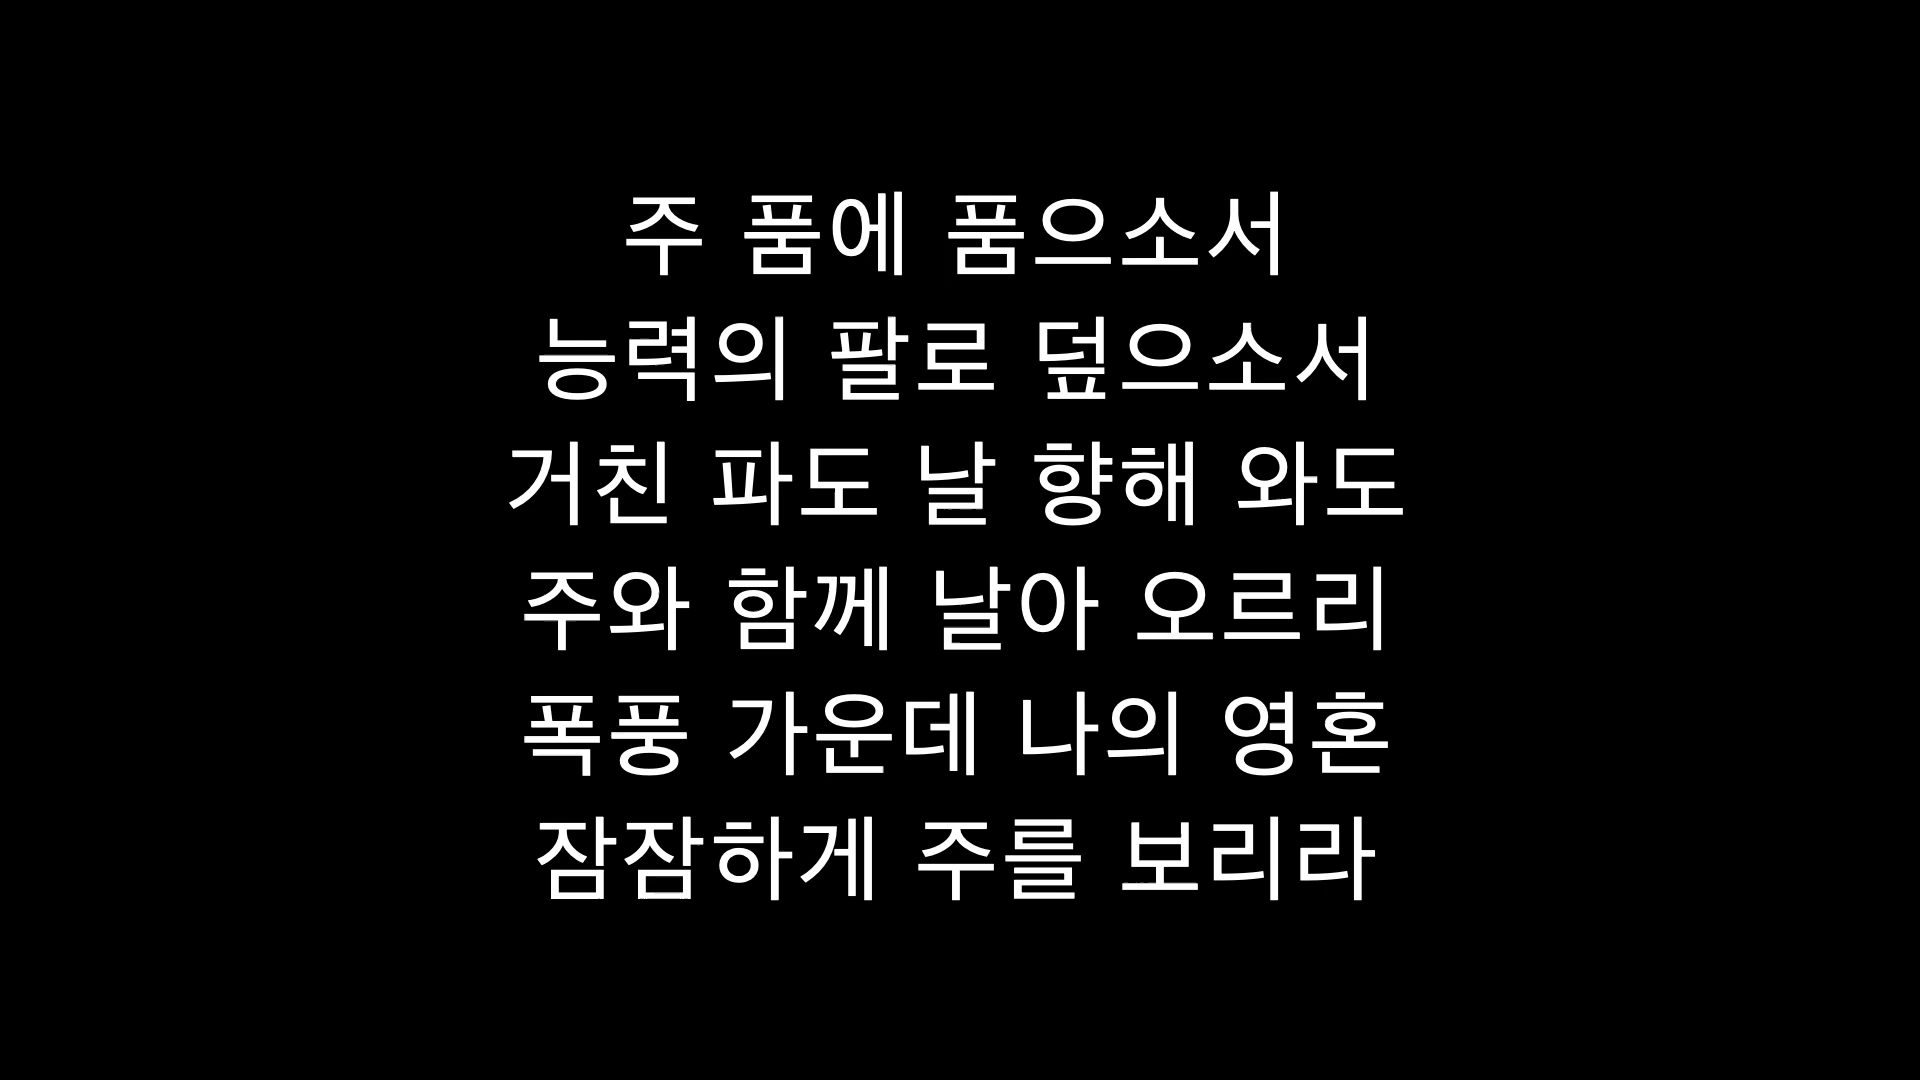 주 품에 품으소서
능력의 팔로 덮으소서
거친 파도 날 향해 와도
주와 함께 날아 오르리
폭풍 가운데 나의 영혼
잠잠하게 주를 보리라